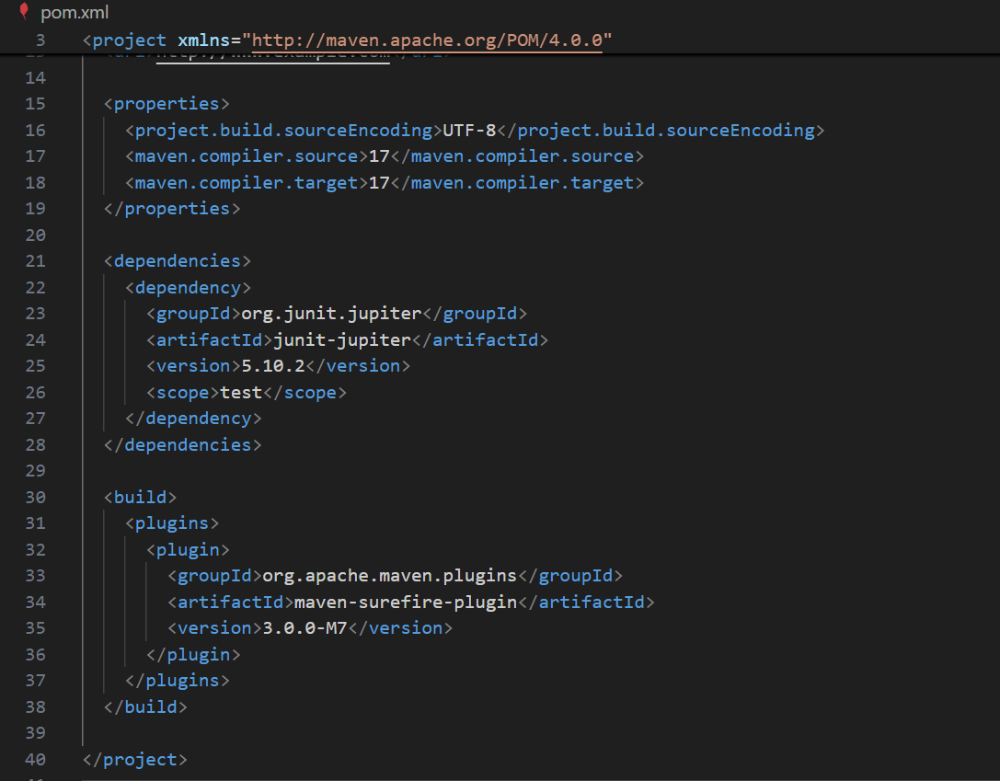 pom.xml
3 <project xmlns="http://maven.apache.org/POM/4.0.0"
14
15 <properties>
16 <project.build.sourceEncoding>UTF-8</project.build.sourceEncoding>
17 <maven.compiler.source>17</maven.compiler.source>
18 <maven.compiler.target>17</maven.compiler.target>
19 </properties>
20
21 <dependencies>
22 <dependency>
23 <groupId>org.junit.jupiter</groupId>
24 <artifactId>junit-jupiter</artifactId>
25 <version>5.10.2</version>
26 <scope>test</scope>
27 </dependency>
28 </dependencies>
29
30 <build>
31 <plugins>
32 <plugin>
33 <groupId>org.apache.maven.plugins</groupId>
34 <artifactId>maven-surefire-plugin</artifactId>
35 <version>3.0.0-M7</version>
36 </plugin>
37 </plugins>
38 </build>
39
40 </project>